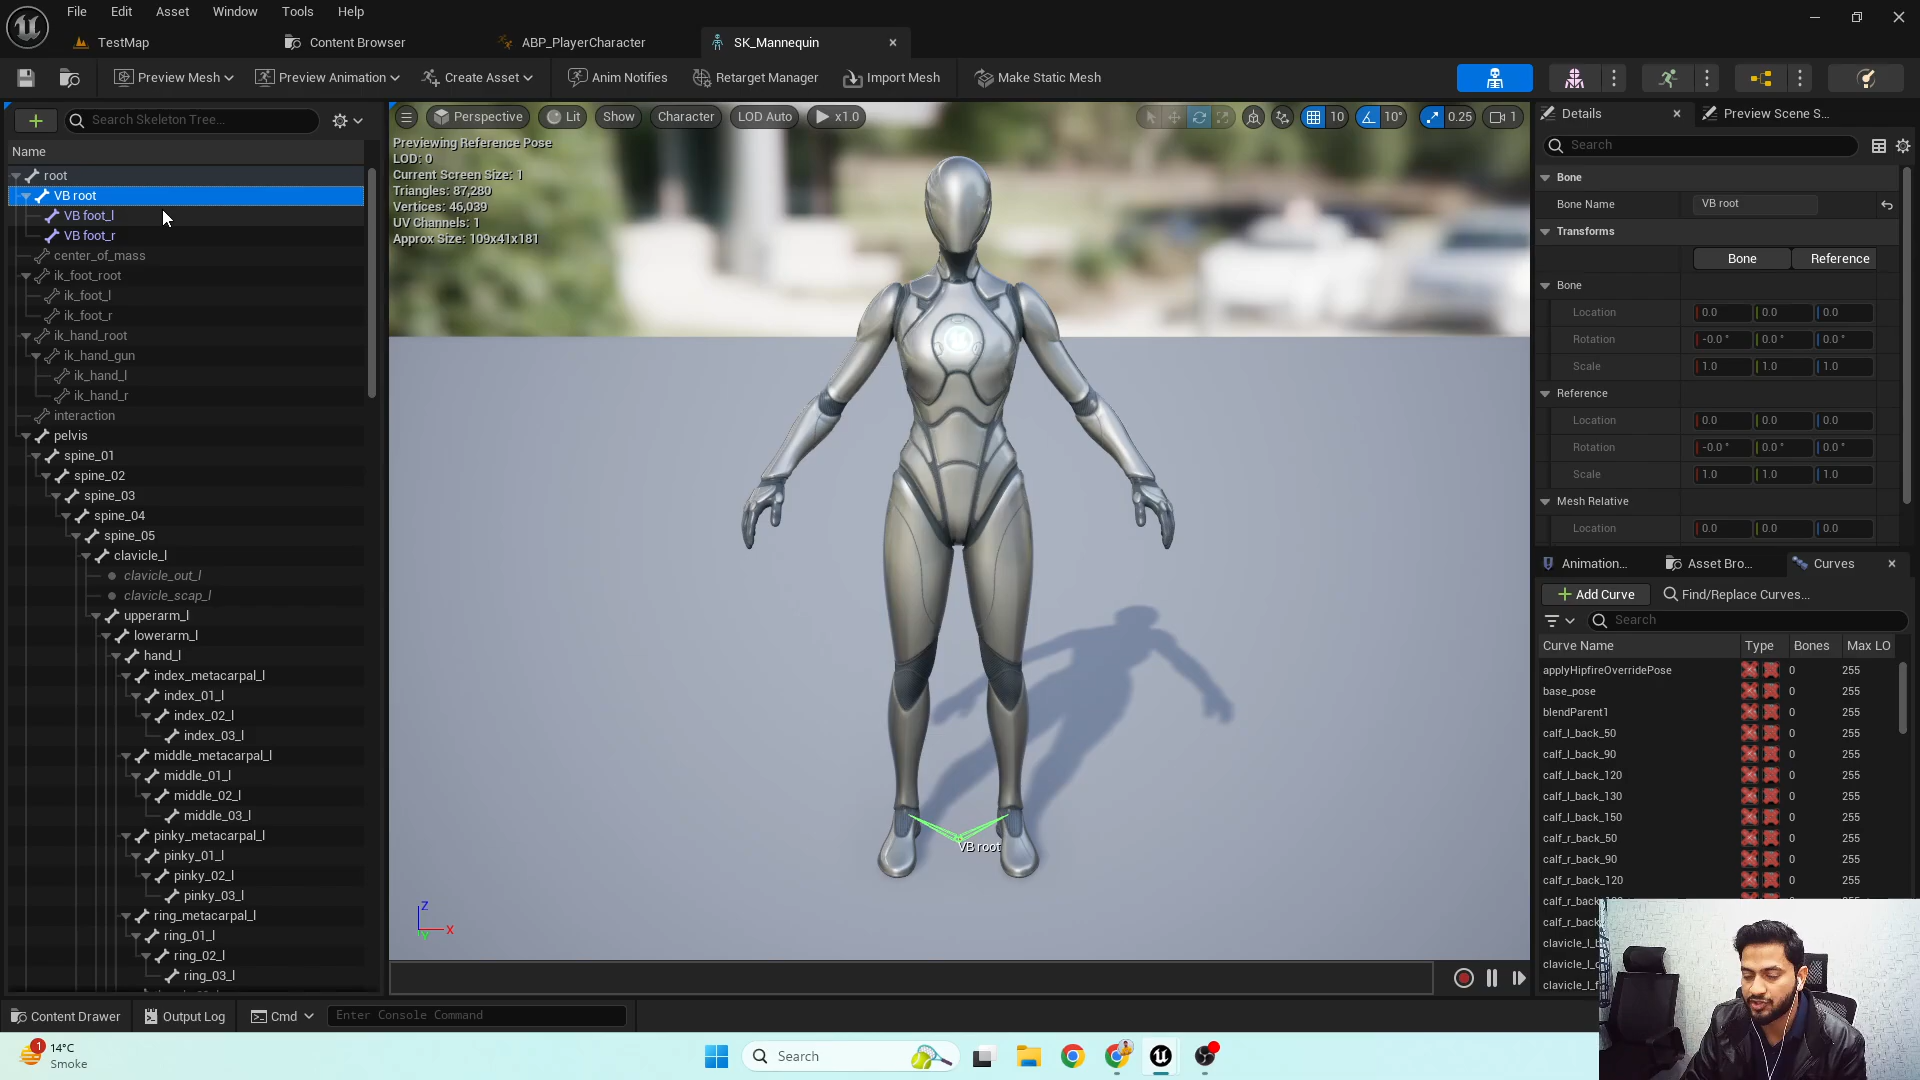 File Edit Asset Window Tools Help
TestMap Content Browser ABP_PlayerCharacter SK_Mannequin
Preview Mesh Preview Animation Create Asset Anim Notifies Retarget Manager Import Mesh Make Static Mesh
Search Skeleton Tree...
Name
root
VB root
VB foot_l
VB foot_r
center_of_mass
ik_foot_root
ik_foot_l
ik_foot_r
ik_hand_root
ik_hand_gun
ik_hand_l
ik_hand_r
interaction
pelvis
spine_01
spine_02
spine_03
spine_04
spine_05
clavicle_l
clavicle_out_l
clavicle_scap_l
upperarm_l
lowerarm_l
hand_l
index_metacarpal_l
index_01_l
index_02_l
index_03_l
middle_metacarpal_l
middle_01_l
middle_02_l
middle_03_l
pinky_metacarpal_l
pinky_01_l
pinky_02_l
pinky_03_l
ring_metacarpal_l
ring_01_l
ring_02_l
ring_03_l
Perspective Lit Show Character LOD Auto x1.0 10 10° 0.25 1
Previewing Reference Pose
LOD: 0
Current Screen Size: 1
Triangles: 87,280
Vertices: 46,039
UV Channels: 1
Approx Size: 109x41x181
VB root
Z
X
Y
Details Preview Scene S...
Search
Bone
Bone Name VB root
Transforms
Bone Reference
Bone
Location 0.0 0.0 0.0
Rotation -0.0 ° 0.0 ° 0.0 °
Scale 1.0 1.0 1.0
Reference
Location 0.0 0.0 0.0
Rotation -0.0 ° 0.0 ° 0.0 °
Scale 1.0 1.0 1.0
Mesh Relative
Location 0.0 0.0 0.0
Animation... Asset Bro... Curves
Add Curve Find/Replace Curves...
Search
Curve Name Type Bones Max LO
applyHipfireOverridePose 0 255
base_pose 0 255
blendParent1 0 255
calf_l_back_50 0 255
calf_l_back_90 0 255
calf_l_back_120 0 255
calf_l_back_130 0 255
calf_l_back_150 0 255
calf_r_back_50 0 255
calf_r_back_90 0 255
calf_r_back_120 0 255
calf_r_back
calf_r_back
clavicle_l_
clavicle_l_
clavicle_l_
Content Drawer Output Log Cmd Enter Console Command
1
14°C
Smoke
Search